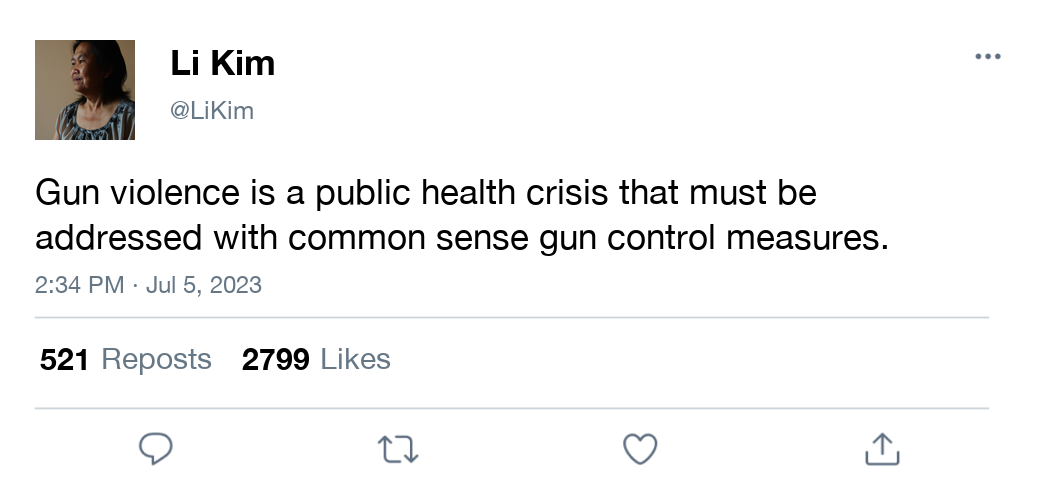 Li Kim
@LiKim
Gun violence is a public health crisis that must be
addressed with common sense gun control measures.
2:34 PM · Jul 5, 2023
521 Reposts 2799 Likes